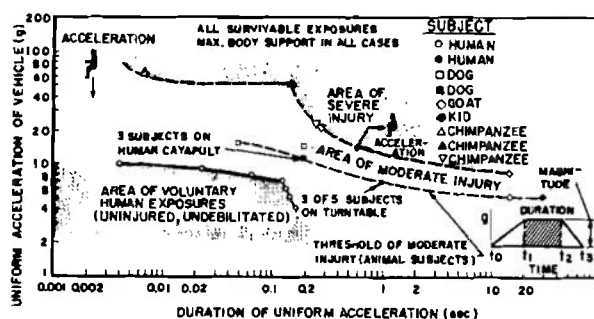 ALL SURVIVABLE EXPOSURES
MAX. BODY SUPPORT IN ALL CASES
SUBJECT
HUMAN
HUMAN
DOG
DOG
GOAT
KID
CHIMPANZEE
CHIMPANZEE
CHIMPANZEE
UNIFORM ACCELERATION OF VEHICLE (g)
200
100
80
60
40
20
10
8
6
4
2
1
ACCELERATION
AREA OF
SEVERE
INJURY
ACCELER-
ATION
3 SUBJECTS ON
HUMAN CATAPULT
AREA OF MODERATE INJURY
AREA OF VOLUNTARY
HUMAN EXPOSURES
(UNINJURED, UNDEBILITATED)
3 OF 5 SUBJECTS
ON TURNTABLE
THRESHOLD OF MODERATE
INJURY (ANIMAL SUBJECTS)
MAGNI-
TUDE
g
DURATION
t0 t1 t2 t3
TIME
0.001 0.002 0.01 0.02 0.1 0.2 1 2 10 20 100
DURATION OF UNIFORM ACCELERATION (sec)